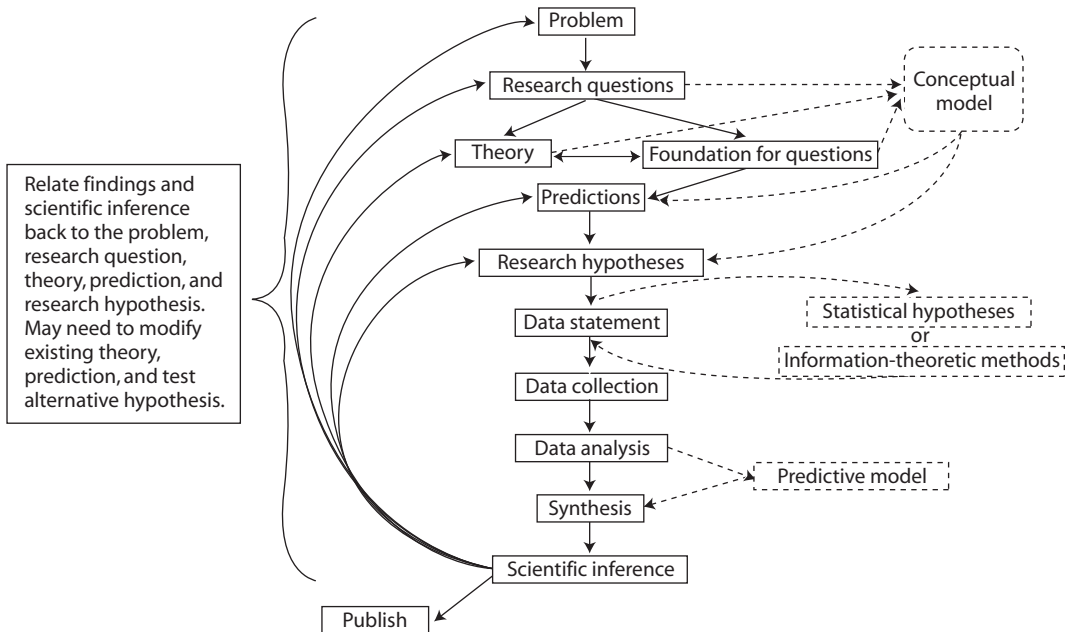 Problem
Research questions
Conceptual
model
Theory
Foundation for questions
Relate findings and
scientific inference
back to the problem,
research question,
theory, prediction, and
research hypothesis.
May need to modify
existing theory,
prediction, and test
alternative hypothesis.
Predictions
Research hypotheses
Data statement
Statistical hypotheses
or
Information-theoretic methods
Data collection
Data analysis
Predictive model
Synthesis
Scientific inference
Publish